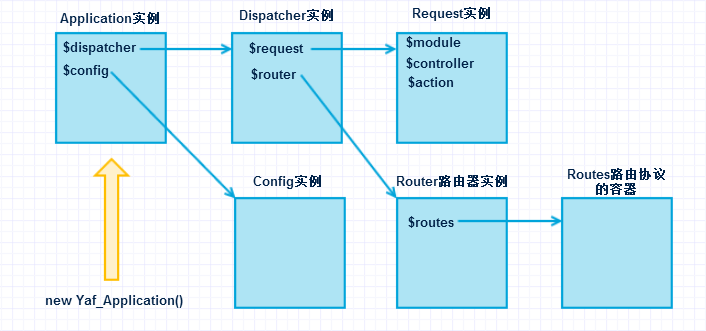 Application实例
Dispatcher实例
Request实例
$dispatcher
$config
$request
$router
$module
$controller
$action
Config实例
Router路由器实例
Routes路由协议
的容器
$routes
new Yaf_Application()